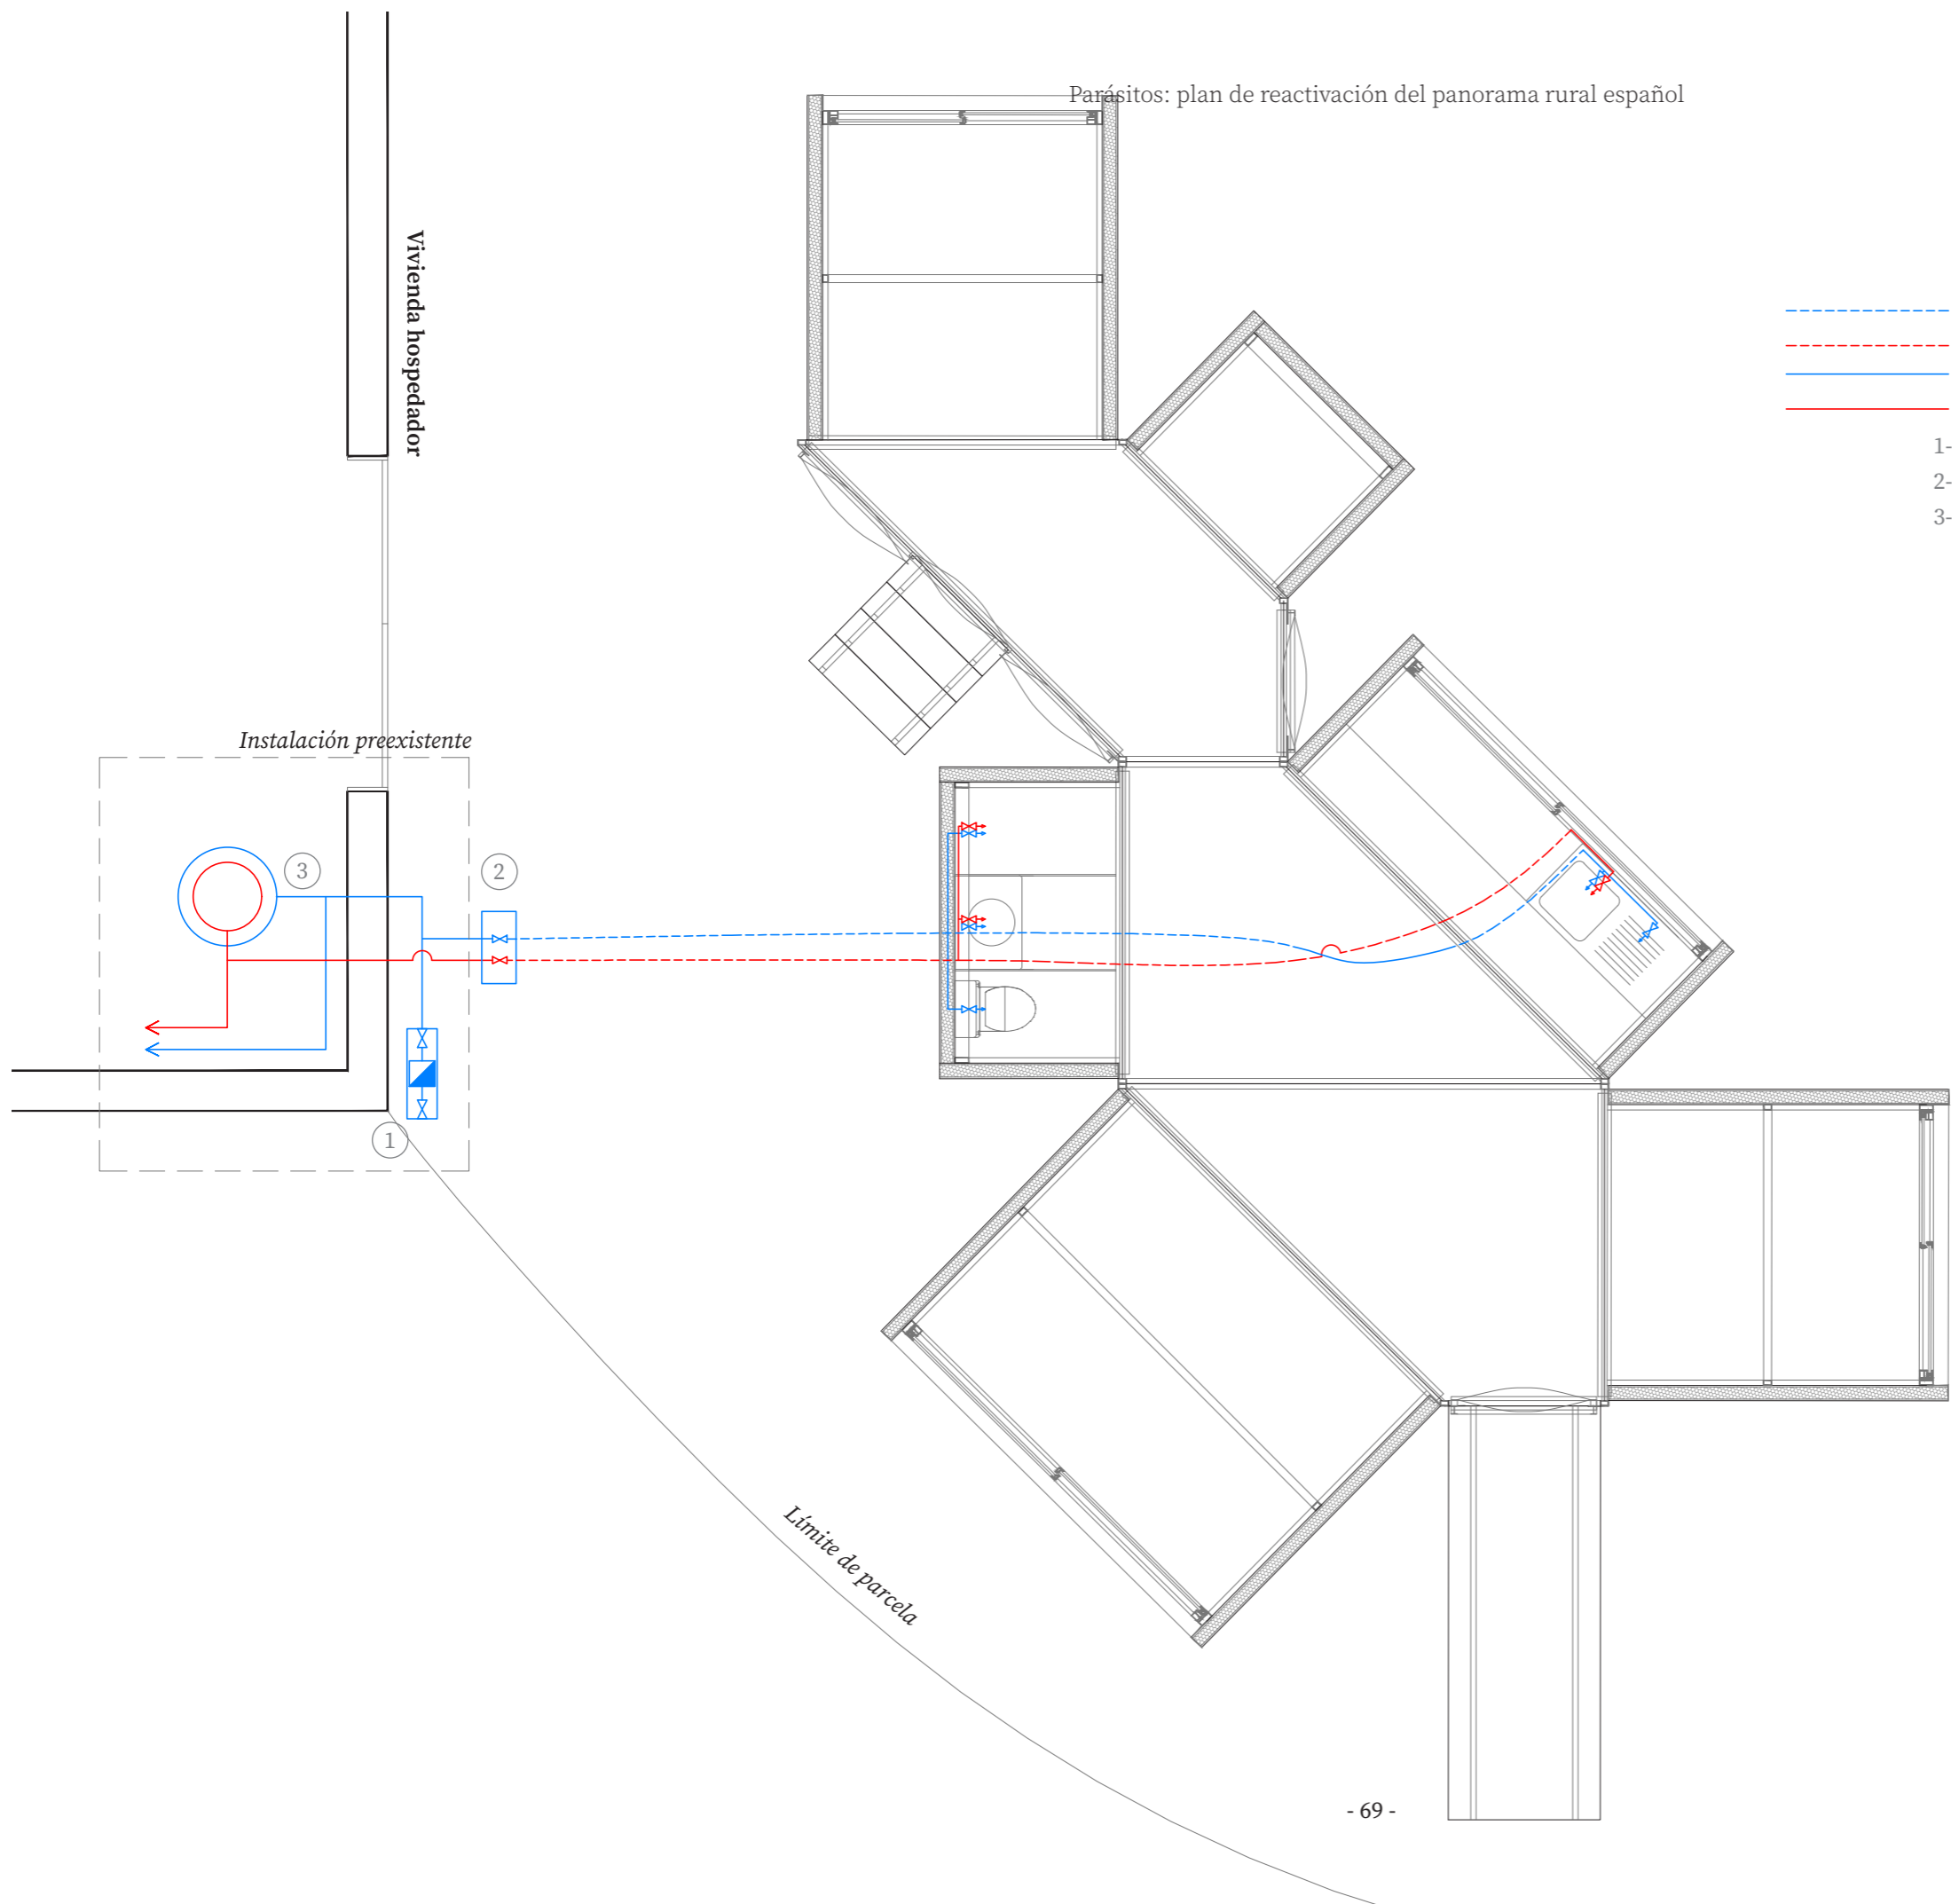 Parásitos: plan de reactivación del panorama rural español
Vivienda hospedador
1-
2-
3-
Instalación preexistente
3
2
1
Límite de parcela
- 69 -